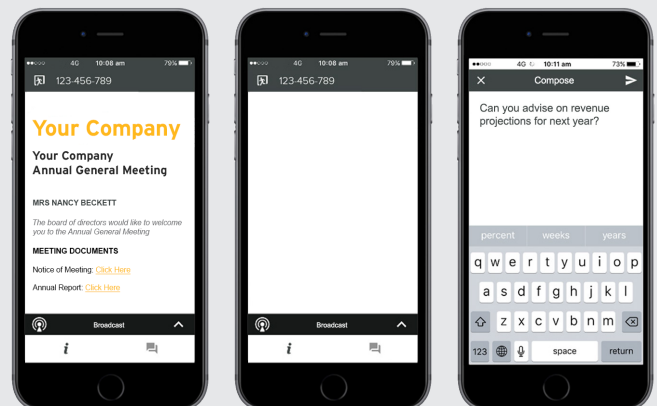 4G 10:08 am 79%
123-456-789
Your Company
Your Company
Annual General Meeting
MRS NANCY BECKETT
The board of directors would like to welcome
you to the Annual General Meeting
MEETING DOCUMENTS
Notice of Meeting: Click Here
Annual Report: Click Here
Broadcast
i
4G 10:08 am 79%
123-456-789
Broadcast
i
4G 10:11 am 73%
Compose
Can you advise on revenue
projections for next year?
percent weeks years
q w e r t y u i o p
a s d f g h j k l
z x c v b n m
123 space return